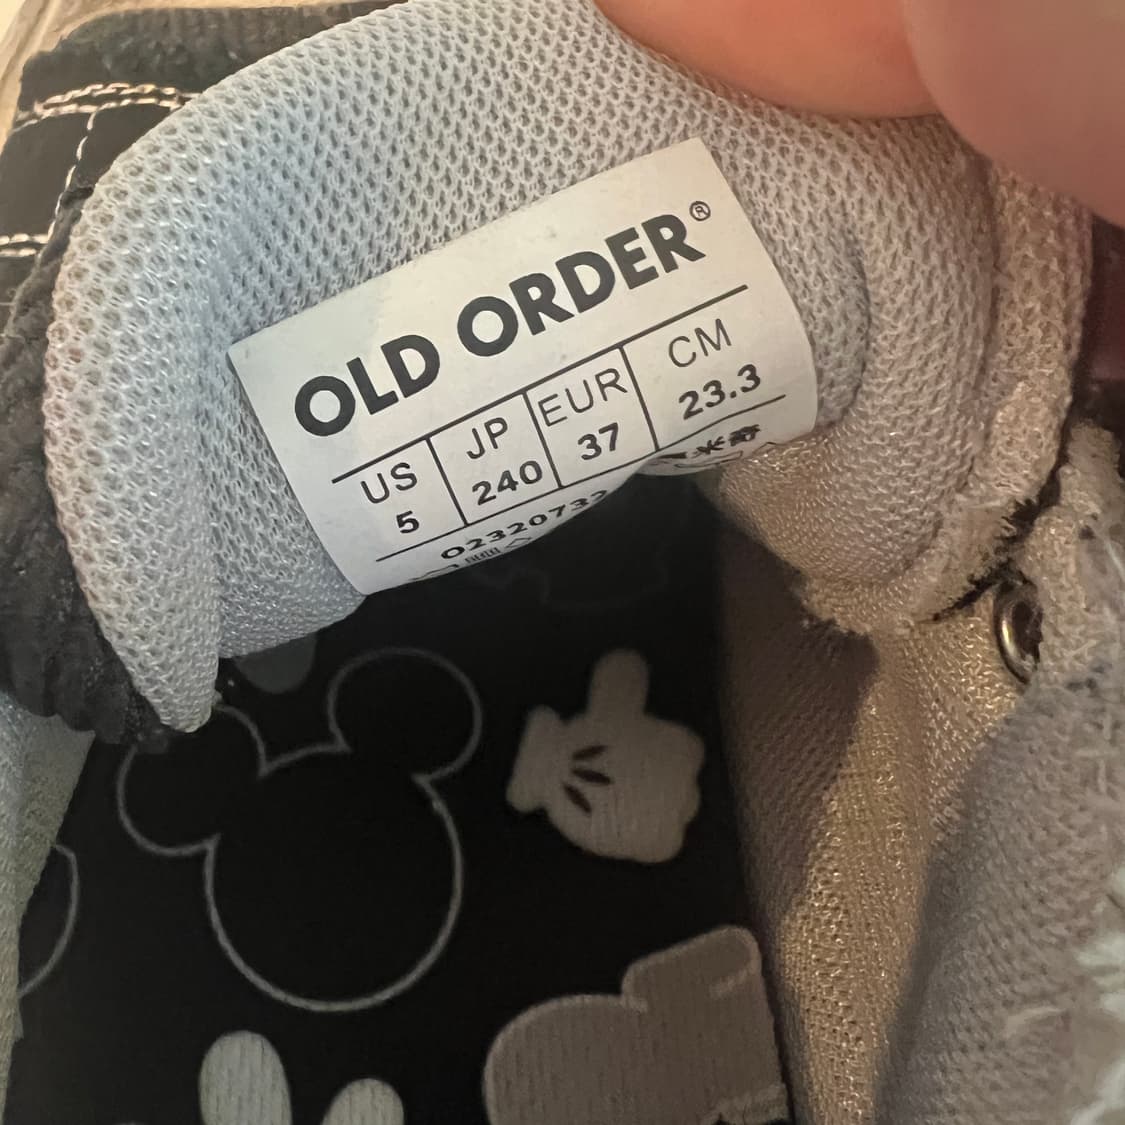 OLD ORDER®
US JP EUR CM
5 240 37 23.3